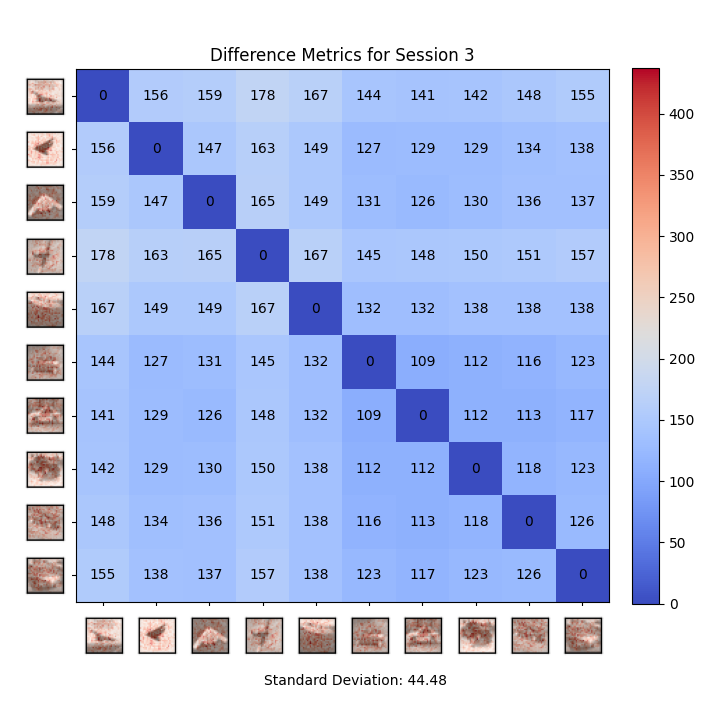 Difference Metrics for Session 3
0 156 159 178 167 144 141 142 148 155
156 0 147 163 149 127 129 129 134 138
159 147 0 165 149 131 126 130 136 137
178 163 165 0 167 145 148 150 151 157
167 149 149 167 0 132 132 138 138 138
144 127 131 145 132 0 109 112 116 123
141 129 126 148 132 109 0 112 113 117
142 129 130 150 138 112 112 0 118 123
148 134 136 151 138 116 113 118 0 126
155 138 137 157 138 123 117 123 126 0
400
350
300
250
200
150
100
50
0
Standard Deviation: 44.48